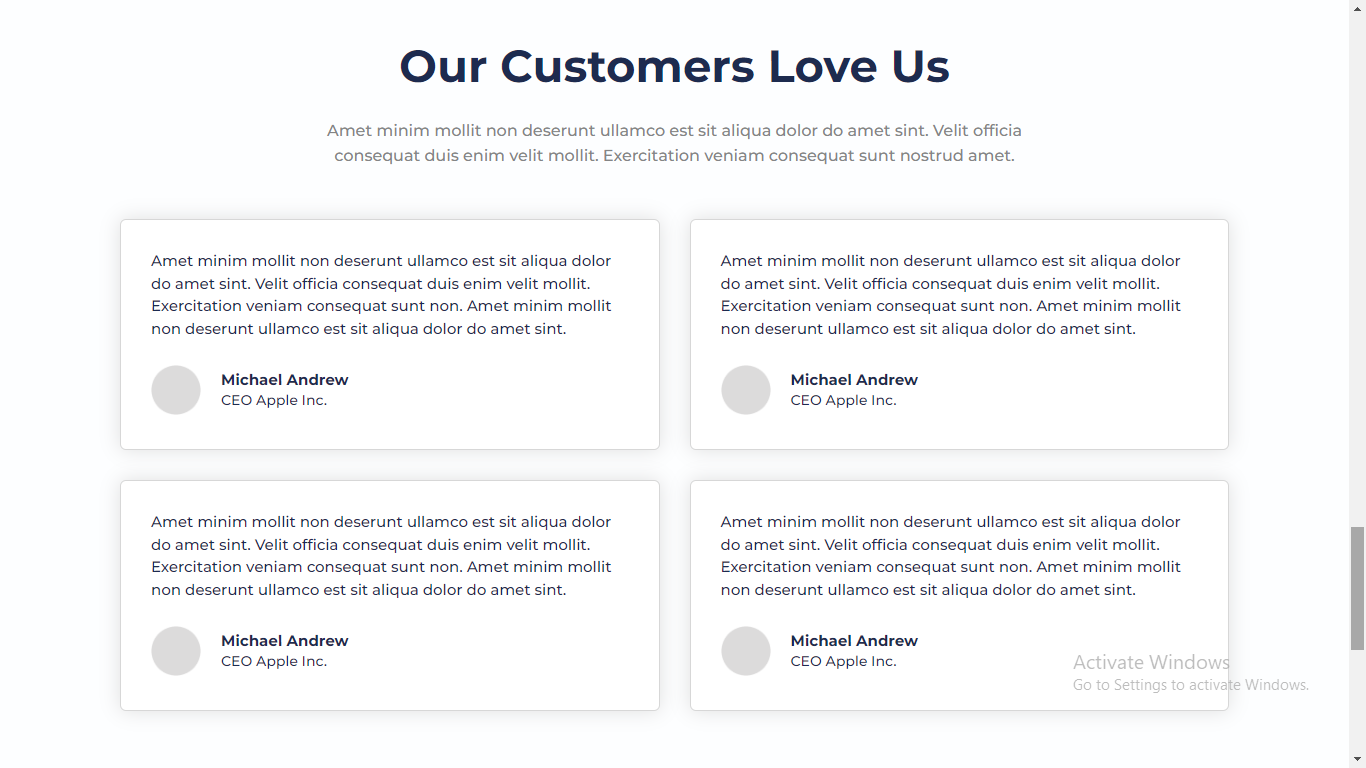 Our Customers Love Us
Amet minim mollit non deserunt ullamco est sit aliqua dolor do amet sint. Velit officia
consequat duis enim velit mollit. Exercitation veniam consequat sunt nostrud amet.
Amet minim mollit non deserunt ullamco est sit aliqua dolor
do amet sint. Velit officia consequat duis enim velit mollit.
Exercitation veniam consequat sunt non. Amet minim mollit
non deserunt ullamco est sit aliqua dolor do amet sint.
Michael Andrew
CEO Apple Inc.
Amet minim mollit non deserunt ullamco est sit aliqua dolor
do amet sint. Velit officia consequat duis enim velit mollit.
Exercitation veniam consequat sunt non. Amet minim mollit
non deserunt ullamco est sit aliqua dolor do amet sint.
Michael Andrew
CEO Apple Inc.
Amet minim mollit non deserunt ullamco est sit aliqua dolor
do amet sint. Velit officia consequat duis enim velit mollit.
Exercitation veniam consequat sunt non. Amet minim mollit
non deserunt ullamco est sit aliqua dolor do amet sint.
Michael Andrew
CEO Apple Inc.
Amet minim mollit non deserunt ullamco est sit aliqua dolor
do amet sint. Velit officia consequat duis enim velit mollit.
Exercitation veniam consequat sunt non. Amet minim mollit
non deserunt ullamco est sit aliqua dolor do amet sint.
Michael Andrew
CEO Apple Inc.
Activate Windows
Go to Settings to activate Windows.